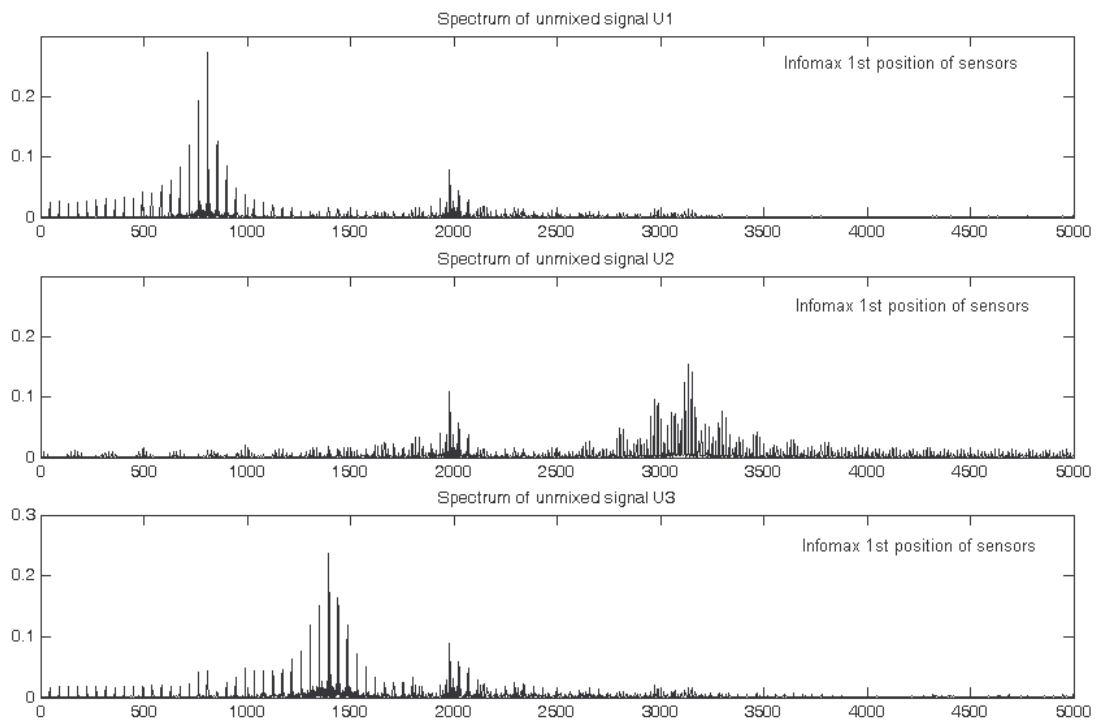 Spectrum of unmixed signal U1
Infomax 1st position of sensors
0.2
0.1
0
0 500 1000 1500 2000 2500 3000 3500 4000 4500 5000
Spectrum of unmixed signal U2
Infomax 1st position of sensors
0.2
0.1
0
0 500 1000 1500 2000 2500 3000 3500 4000 4500 5000
Spectrum of unmixed signal U3
0.3
Infomax 1st position of sensors
0.2
0.1
0
0 500 1000 1500 2000 2500 3000 3500 4000 4500 5000